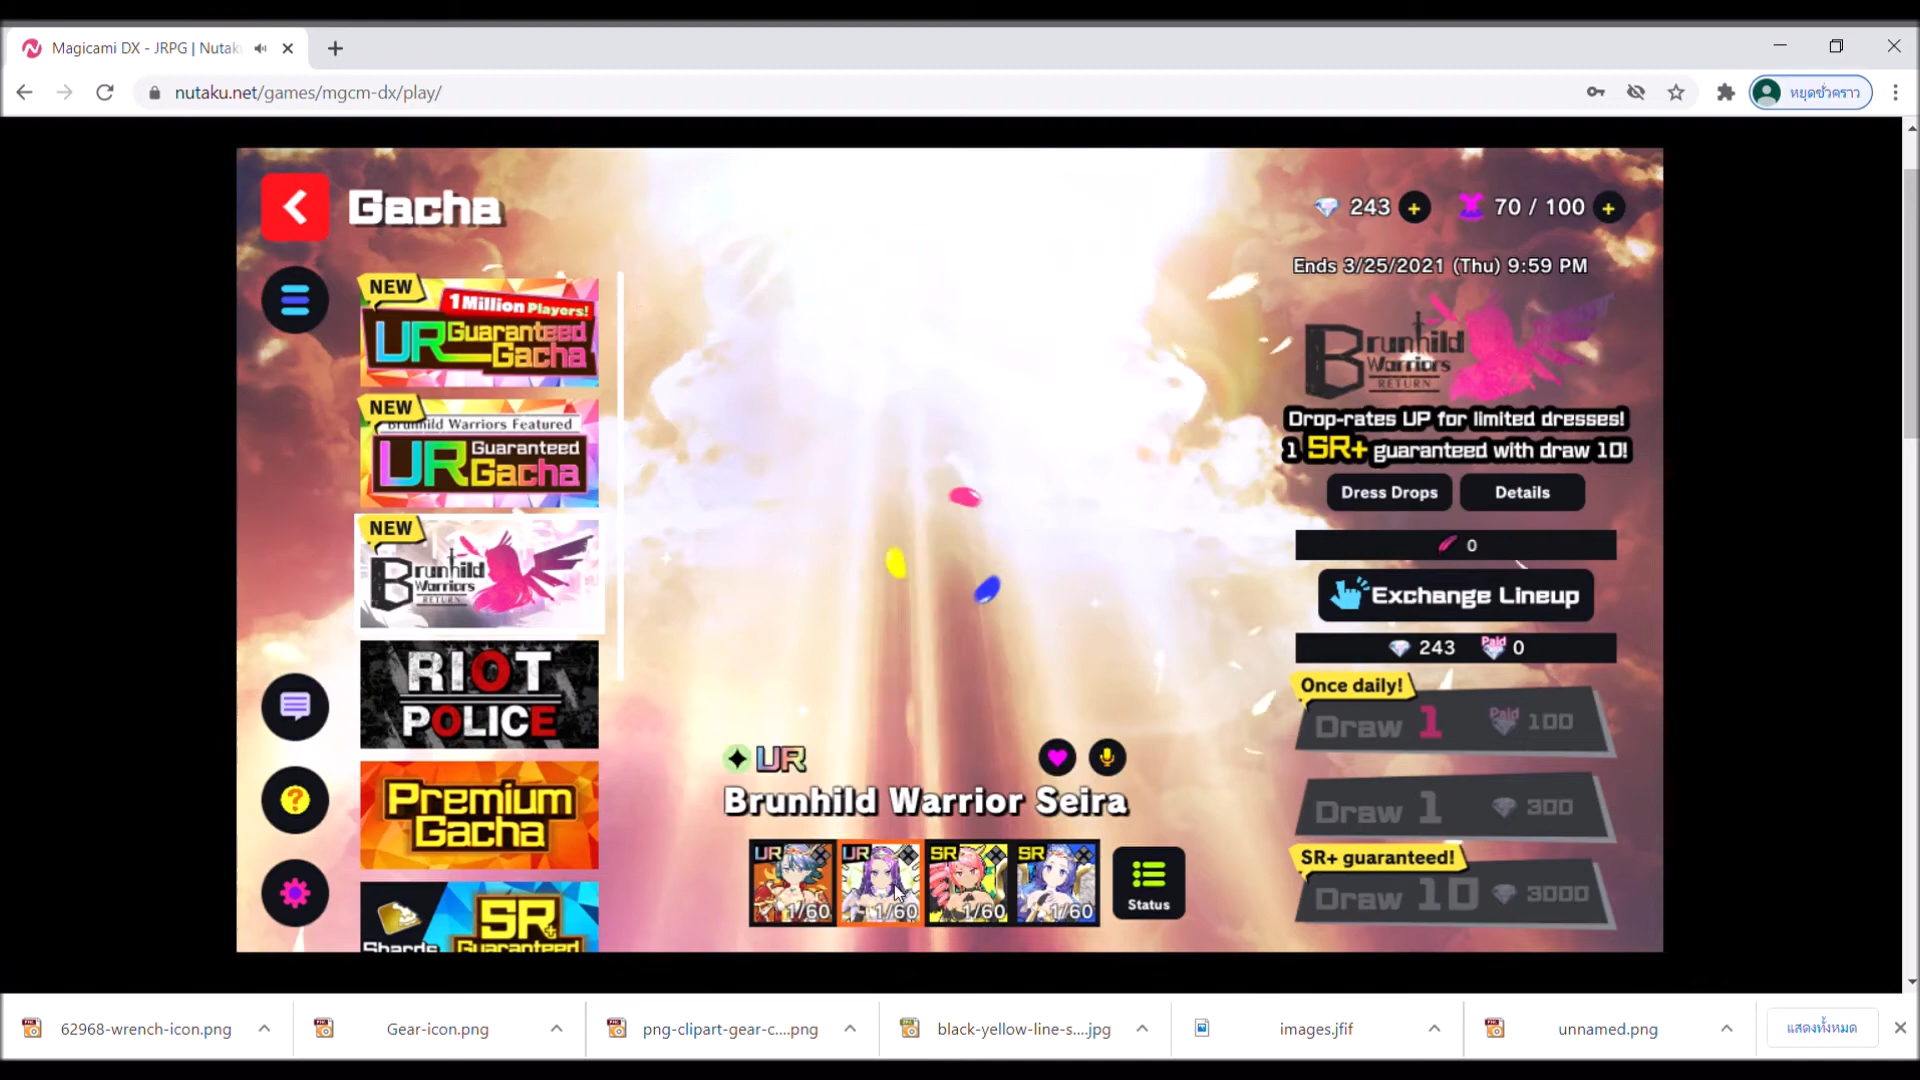 Magicami DX - JRPG | Nutak
nutaku.net/games/mgcm-dx/play/
หยุดชั่วคราว
Gacha
243
70 / 100
Ends 3/25/2021 (Thu) 9:59 PM
NEW
1 Million Players!
UR Guaranteed
Gacha
NEW
Brunhild Warriors Featured
UR Guaranteed
Gacha
NEW
Brunhild
Warriors
RETURN
RIOT
POLICE
Premium
Gacha
SR+
Shards
Guaranteed
Brunhild
Warriors
RETURN
Drop-rates UP for limited dresses!
1 SR+ guaranteed with draw 10!
Dress Drops
Details
0
Exchange Lineup
243
Paid
0
Once daily!
Draw 1
Paid
100
Draw 1
300
SR+ guaranteed!
Draw 10
3000
UR
Brunhild Warrior Seira
UR
1/60
UR
1/60
SR
1/60
SR
1/60
Status
62968-wrench-icon.png
Gear-icon.png
png-clipart-gear-c....png
black-yellow-line-s....jpg
images.jfif
unnamed.png
แสดงทั้งหมด